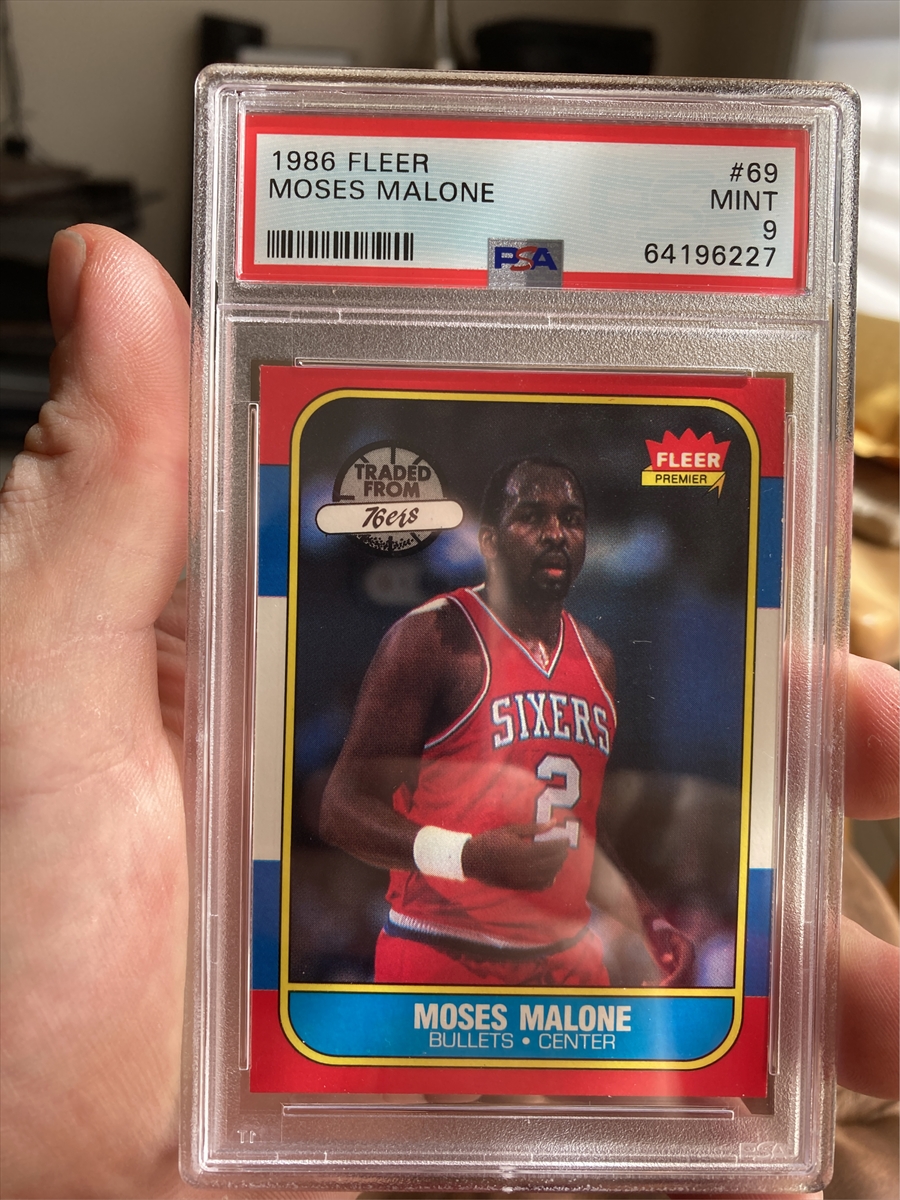 1986 FLEER
MOSES MALONE
#69
MINT
9
64196227
PSA
TRADED
FROM
76ers
FLEER
PREMIER
SIXERS
2
MOSES MALONE
BULLETS • CENTER
PSA